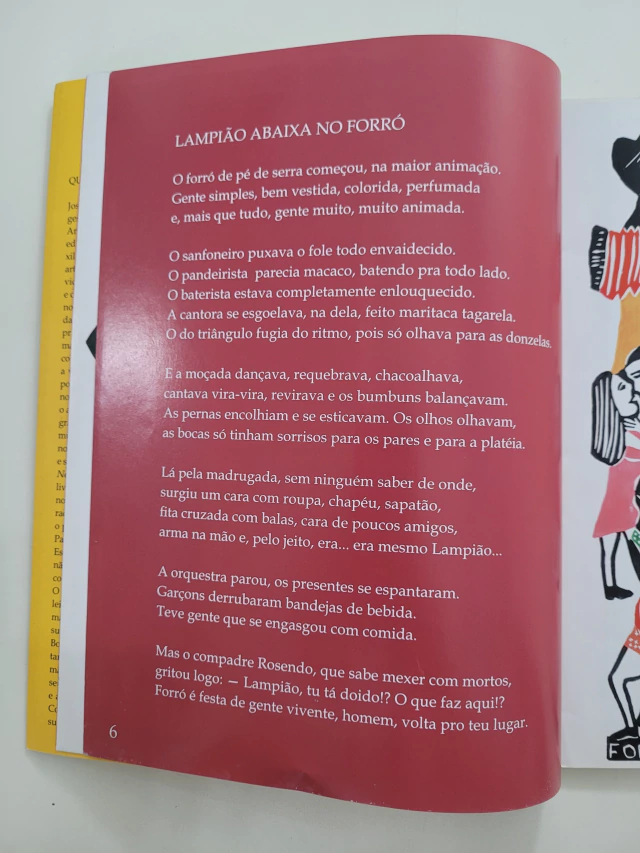 LAMPIÃO ABAIXA NO FORRÓ
O forró de pé de serra começou, na maior animação.
Gente simples, bem vestida, colorida, perfumada
e, mais que tudo, gente muito, muito animada.
O sanfoneiro puxava o fole todo envaidecido.
O pandeirista parecia macaco, batendo pra todo lado.
O baterista estava completamente enlouquecido.
A cantora se esgoelava, na dela, feito maritaca tagarela.
O do triângulo fugia do ritmo, pois só olhava para as donzelas.
E a moçada dançava, requebrava, chacoalhava,
cantava vira-vira, revirava e os bumbuns balançavam.
As pernas encolhiam e se esticavam. Os olhos olhavam,
as bocas só tinham sorrisos para os pares e para a platéia.
Lá pela madrugada, sem ninguém saber de onde,
surgiu um cara com roupa, chapéu, sapatão,
fita cruzada com balas, cara de poucos amigos,
arma na mão e, pelo jeito, era... era mesmo Lampião...
A orquestra parou, os presentes se espantaram.
Garçons derrubaram bandejas de bebida.
Teve gente que se engasgou com comida.
Mas o compadre Rosendo, que sabe mexer com mortos,
gritou logo: — Lampião, tu tá doido!? O que faz aqui!?
Forró é festa de gente vivente, homem, volta pro teu lugar.
6